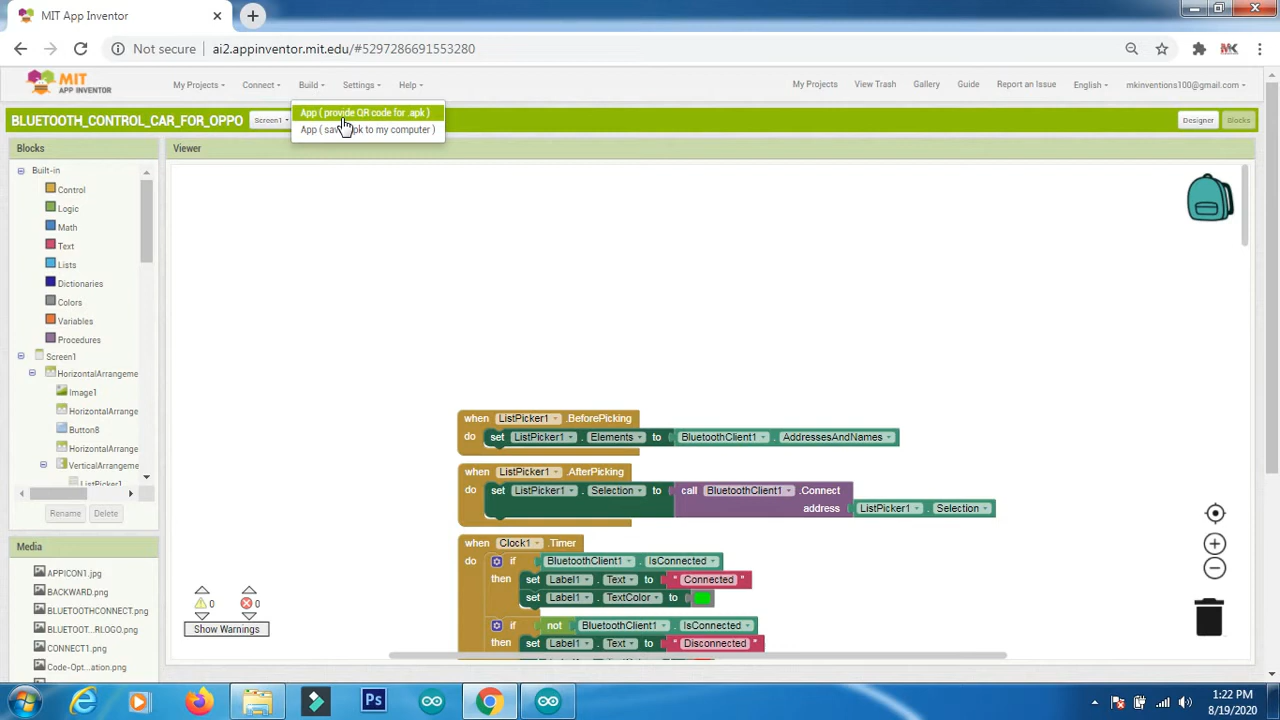 MIT App Inventor
Not secure
ai2.appinventor.mit.edu/#5297286691553280
MIT
APP INVENTOR
My Projects
Connect
Build
Settings
Help
My Projects
View Trash
Gallery
Guide
Report an Issue
English
mkinventions100@gmail.com
App ( provide QR code for .apk )
App ( save .apk to my computer )
BLUETOOTH_CONTROL_CAR_FOR_OPPO
Screen1
Designer
Blocks
Blocks
Viewer
Built-in
Control
Logic
Math
Text
Lists
Dictionaries
Colors
Variables
Procedures
Screen1
HorizontalArrangeme
Image1
HorizontalArrange
Button8
HorizontalArrange
VerticalArrangeme
ListPicker1
Rename
Delete
Media
APPICON1.jpg
BACKWARD.png
BLUETOOTHCONNECT.png
BLUETOOT...RLOGO.png
CONNECT1.png
Code-Opt...ation.png
when ListPicker1 .BeforePicking
do set ListPicker1 . Elements to BluetoothClient1 . AddressesAndNames
when ListPicker1 .AfterPicking
do set ListPicker1 . Selection to call BluetoothClient1 .Connect
address ListPicker1 . Selection
when Clock1 .Timer
do if BluetoothClient1 . IsConnected
then set Label1 . Text to " Connected "
set Label1 . TextColor to
if not BluetoothClient1 . IsConnected
then set Label1 . Text to " Disconnected "
0
0
Show Warnings
Ps
1:22 PM
8/19/2020